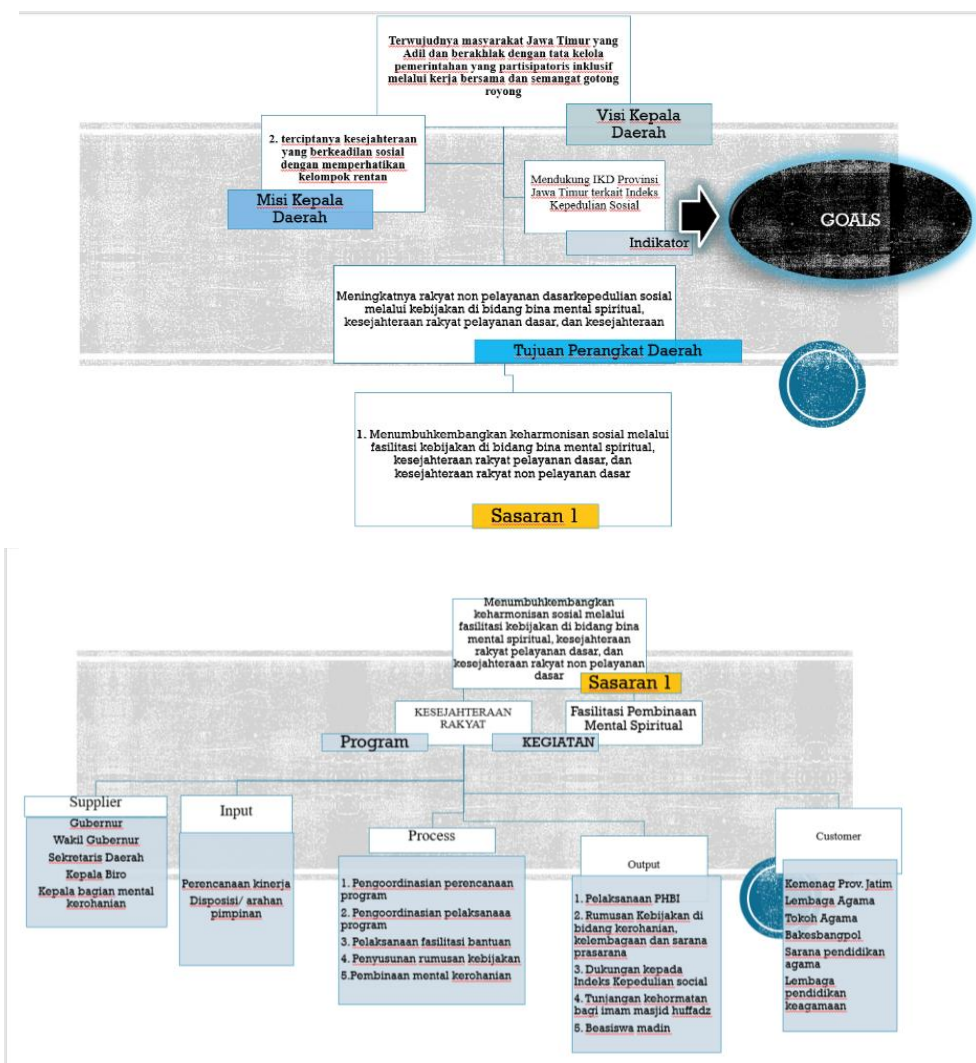 Terwujudnya masyarakat Jawa Timur yang
Adil dan berakhlak dengan tata kelola
pemerintahan yang partisipatoris inklusif
melalui kerja bersama dan semangat gotong
royong
Visi Kepala
Daerah
2. terciptanya kesejahteraan
yang berkeadilan sosial
dengan memperhatikan
kelompok rentan
Misi Kepala
Daerah
Mendukung IKD Provinsi
Jawa Timur terkait Indeks
Kepedulian Sosial
Indikator
GOALS
Meningkatnya rakyat non pelayanan dasarkepedulian sosial
melalui kebijakan di bidang bina mental spiritual,
kesejahteraan rakyat pelayanan dasar, dan kesejahteraan
Tujuan Perangkat Daerah
1. Menumbuhkembangkan keharmonisan sosial melalui
fasilitasi kebijakan di bidang bina mental spiritual,
kesejahteraan rakyat pelayanan dasar, dan
kesejahteraan rakyat non pelayanan dasar
Sasaran 1
Menumbuhkembangkan
keharmonisan sosial melalui
fasilitasi kebijakan di bidang bina
mental spiritual, kesejahteraan
rakyat pelayanan dasar, dan
kesejahteraan rakyat non pelayanan
dasar
Sasaran 1
KESEJAHTERAAN
RAKYAT
Program
Fasilitasi Pembinaan
Mental Spiritual
KEGIATAN
Supplier
Gubernur
Wakil Gubernur
Sekretaris Daerah
Kepala Biro
Kepala bagian mental
kerohanian
Input
Perencanaan kinerja
Disposisi/ arahan
pimpinan
Process
1. Pengoordinasian perencanaan
program
2. Pengoordinasian pelaksanaaa
program
3. Pelaksanaan fasilitasi bantuan
4. Penyusunan rumusan kebijakan
5.Pembinaan mental kerohanian
Output
1. Pelaksanaan PHBI
2. Rumusan Kebijakan di
bidang kerohanian,
kelembagaan dan sarana
prasarana
3. Dukungan kepada
Indeks Kepedulian social
4. Tunjangan kehormatan
bagi imam masjid huffadz
5. Beasiswa madin
Customer
Kemenag Prov. Jatim
Lembaga Agama
Tokoh Agama
Bakesbangpol
Sarana pendidikan
agama
Lembaga
pendidikan
keagamaan